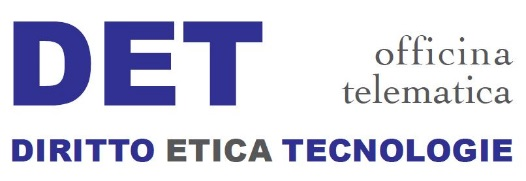 DET
officina
telematica
DIRITTO ETICA TECNOLOGIE